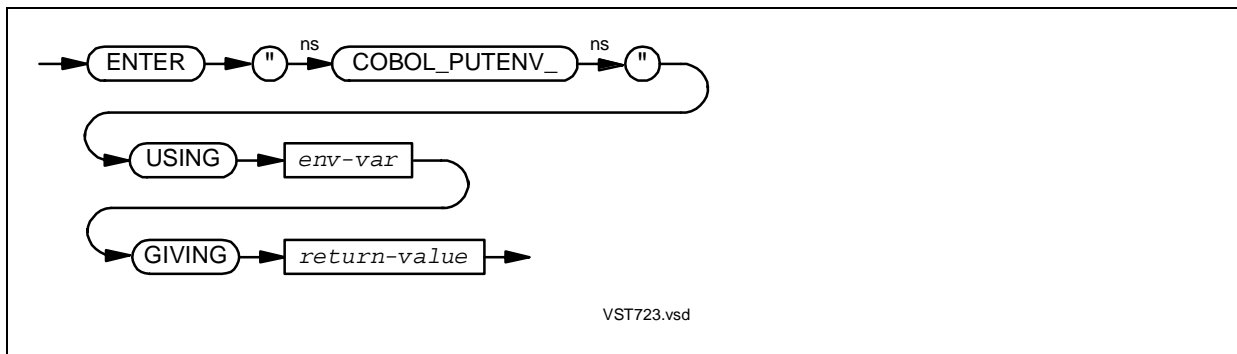 ns ns
ENTER " COBOL_PUTENV_ "
USING env-var
GIVING return-value
VST723.vsd